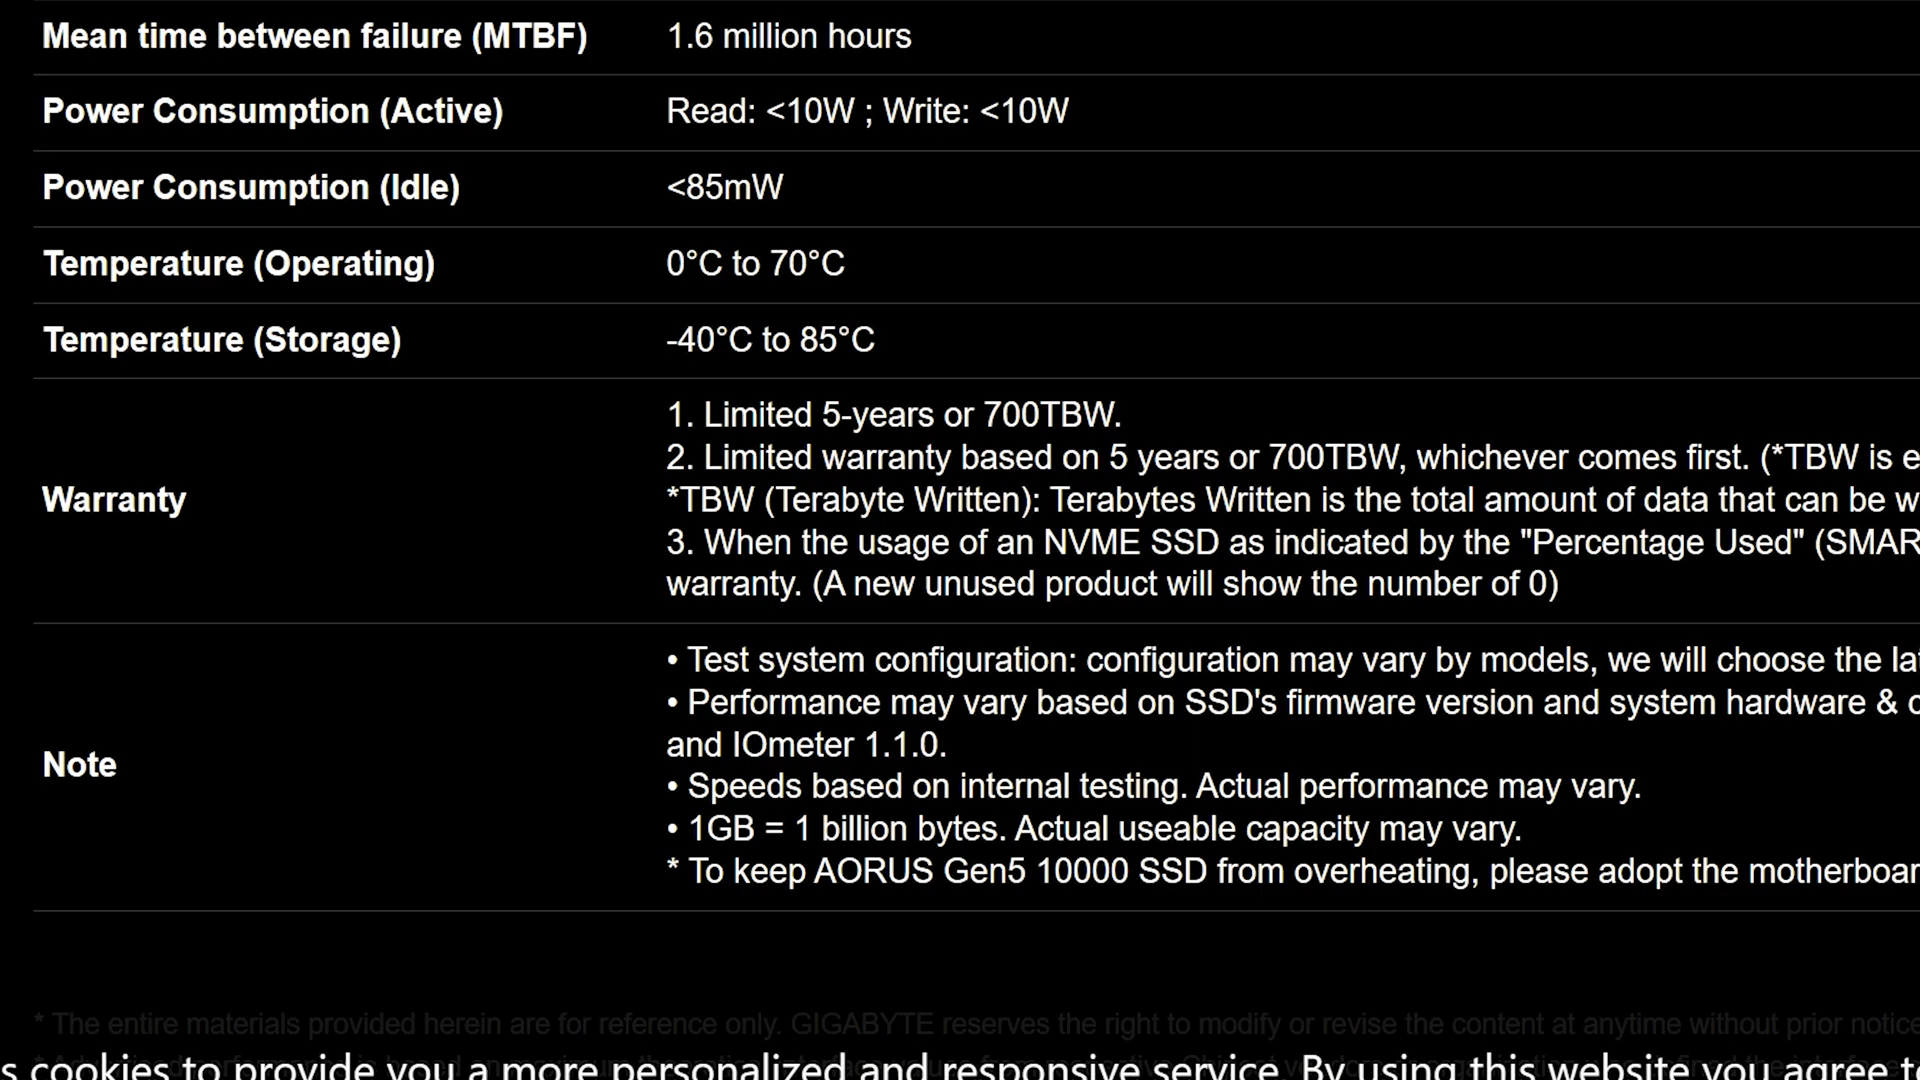 Mean time between failure (MTBF) 1.6 million hours
Power Consumption (Active) Read: <10W ; Write: <10W
Power Consumption (Idle) <85mW
Temperature (Operating) 0°C to 70°C
Temperature (Storage) -40°C to 85°C
Warranty
1. Limited 5-years or 700TBW.
2. Limited warranty based on 5 years or 700TBW, whichever comes first. (*TBW is e
*TBW (Terabyte Written): Terabytes Written is the total amount of data that can be w
3. When the usage of an NVME SSD as indicated by the "Percentage Used" (SMAR
warranty. (A new unused product will show the number of 0)
Note
• Test system configuration: configuration may vary by models, we will choose the lat
• Performance may vary based on SSD's firmware version and system hardware & c
and IOmeter 1.1.0.
• Speeds based on internal testing. Actual performance may vary.
• 1GB = 1 billion bytes. Actual useable capacity may vary.
* To keep AORUS Gen5 10000 SSD from overheating, please adopt the motherboar
* The entire materials provided herein are for reference only. GIGABYTE reserves the right to modify or revise the content at anytime without prior notice
s cookies to provide you a more personalized and responsive service. By using this website you agree to